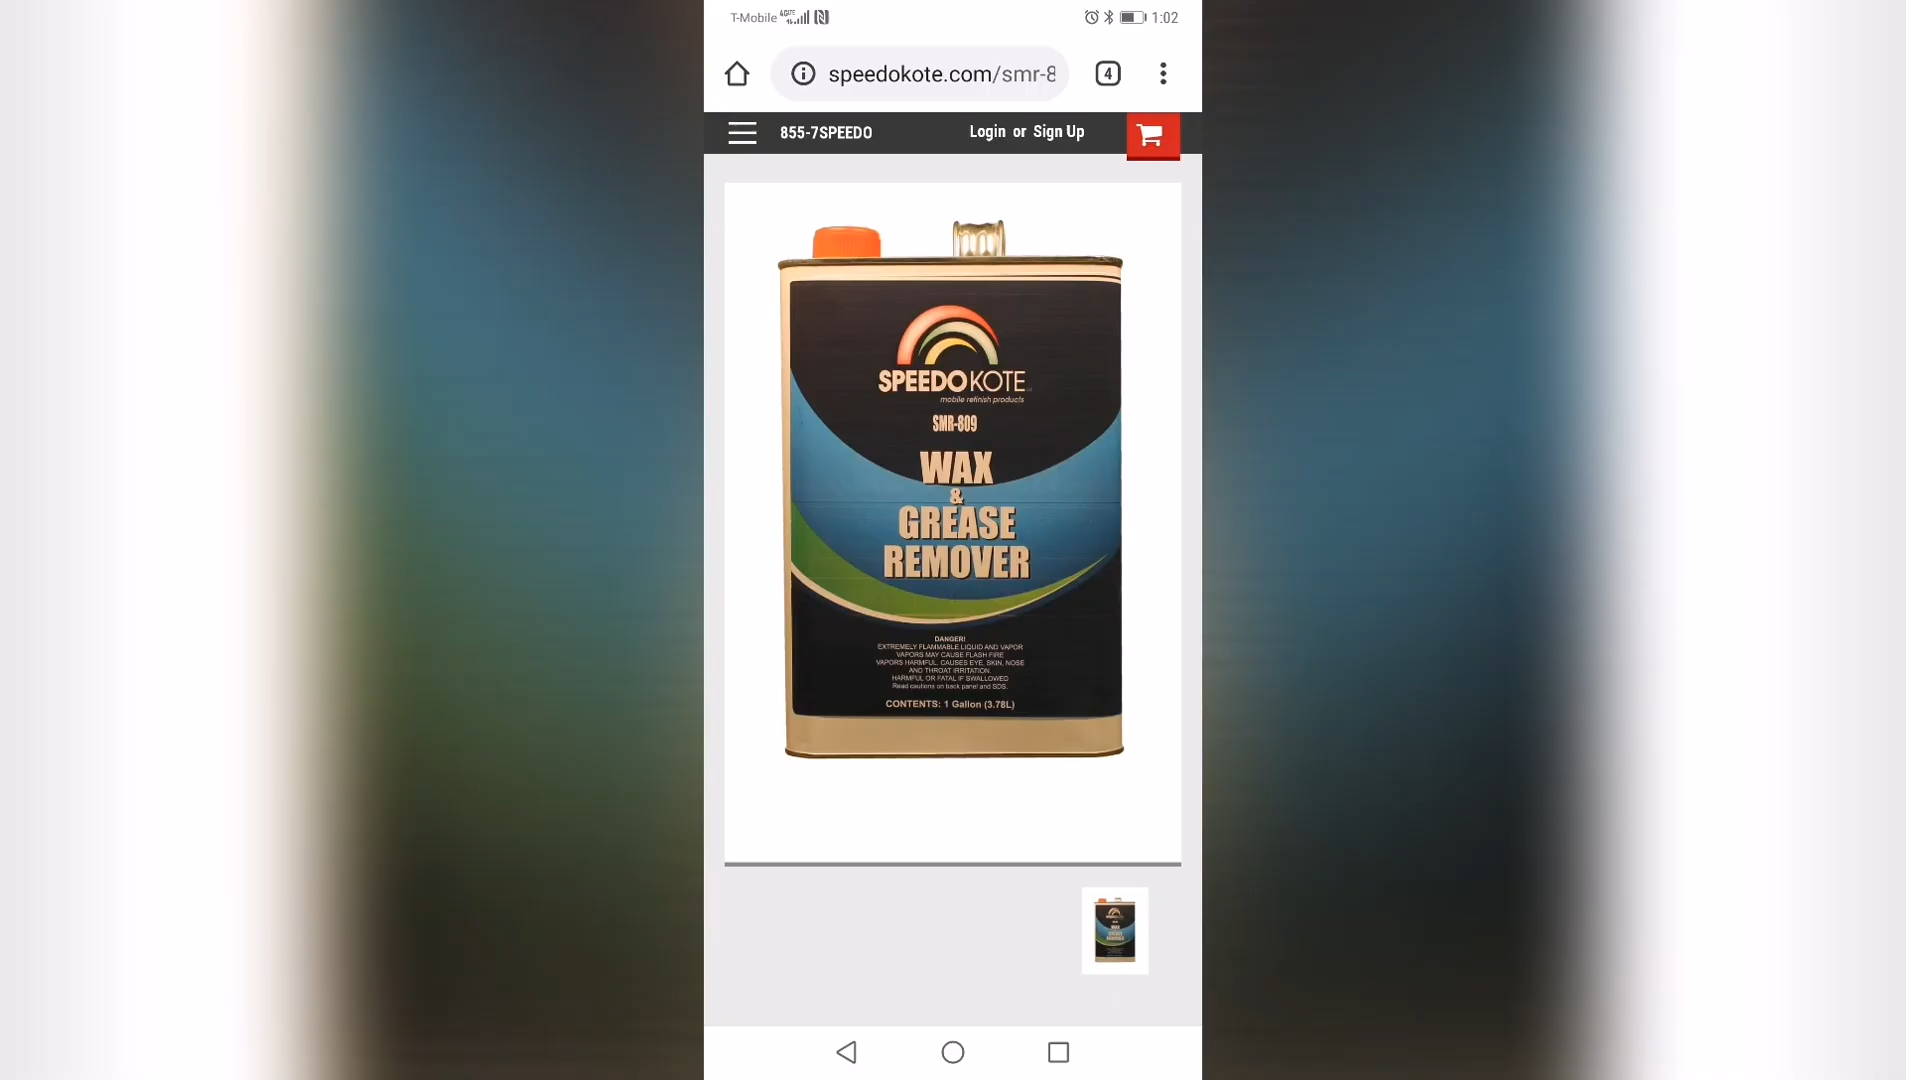 T-Mobile 1:02
speedokote.com/smr-8 4
855-7SPEEDO Login or Sign Up
SPEEDOKOTE
mobile refinish products
SMR-809
WAX
&
GREASE
REMOVER
DANGER!
EXTREMELY FLAMMABLE LIQUID AND VAPOR
VAPORS MAY CAUSE FLASH FIRE
VAPORS HARMFUL. CAUSES EYE, SKIN, NOSE
AND THROAT IRRITATION.
HARMFUL OR FATAL IF SWALLOWED
Read cautions on back panel and SDS.
CONTENTS: 1 Gallon (3.78L)